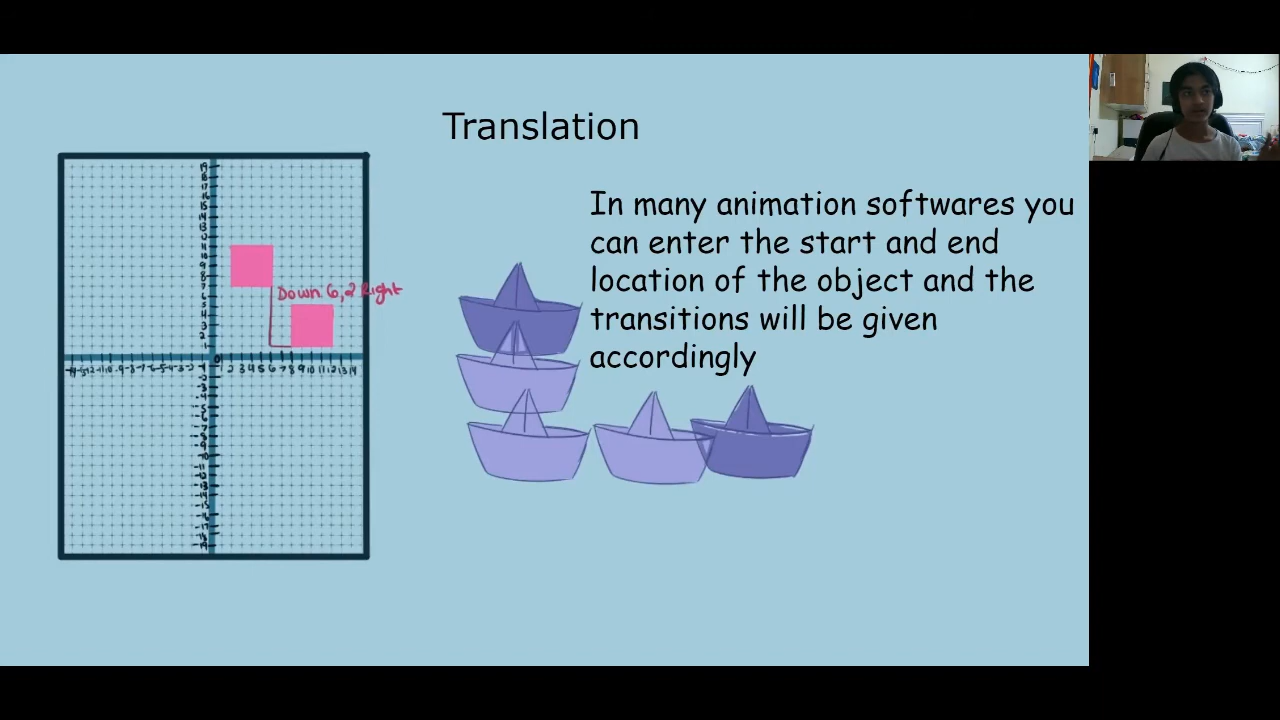 Translation
In many animation softwares you
can enter the start and end
location of the object and the
transitions will be given
accordingly
Down 6, 2 Right